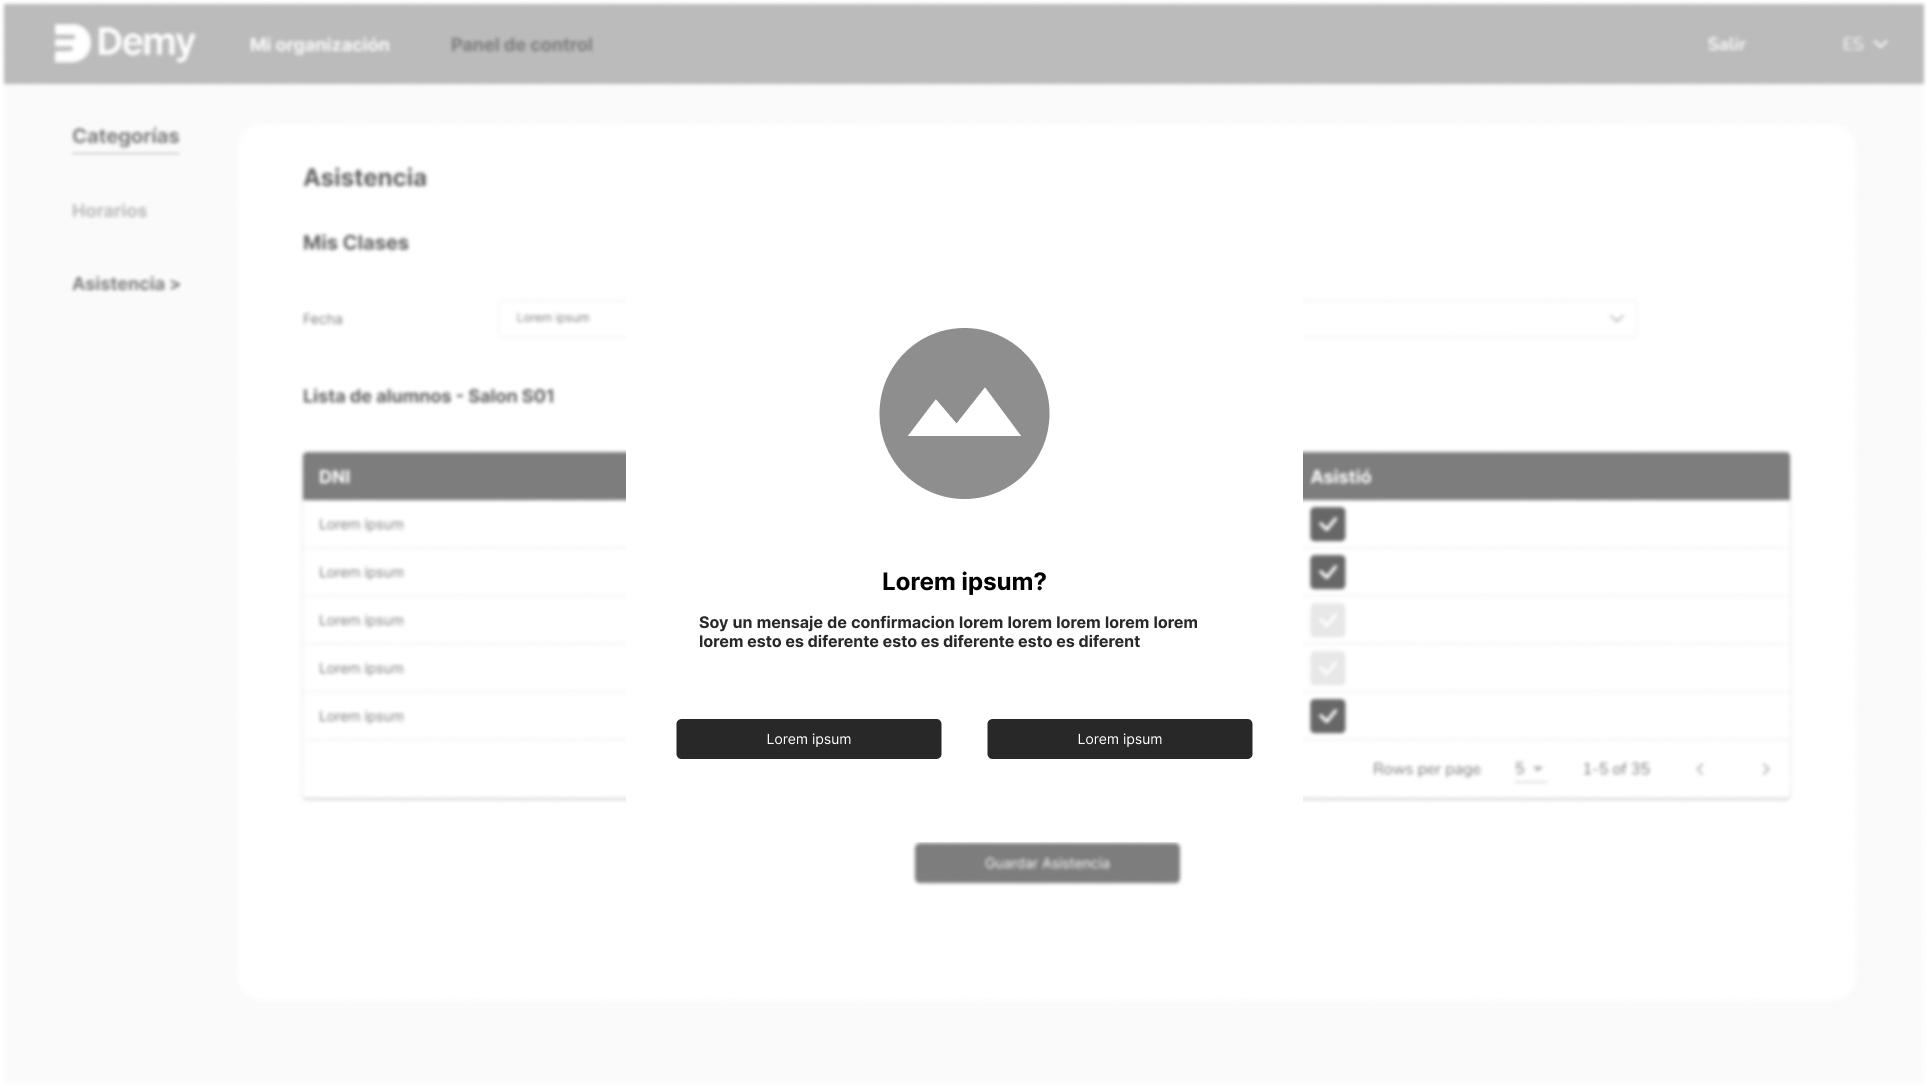 Demy
Mi organización
Panel de control
Salir
ES
Categorías
Horarios
Asistencia >
Asistencia
Mis Clases
Fecha
Lorem ipsum
Lista de alumnos - Salon S01
DNI
Asistió
Lorem ipsum
Lorem ipsum
Lorem ipsum
Lorem ipsum
Lorem ipsum
Rows per page
5
1-5 of 35
Lorem ipsum?
Soy un mensaje de confirmacion lorem lorem lorem lorem lorem
lorem esto es diferente esto es diferente esto es diferent
Lorem ipsum
Lorem ipsum
Guardar Asistencia